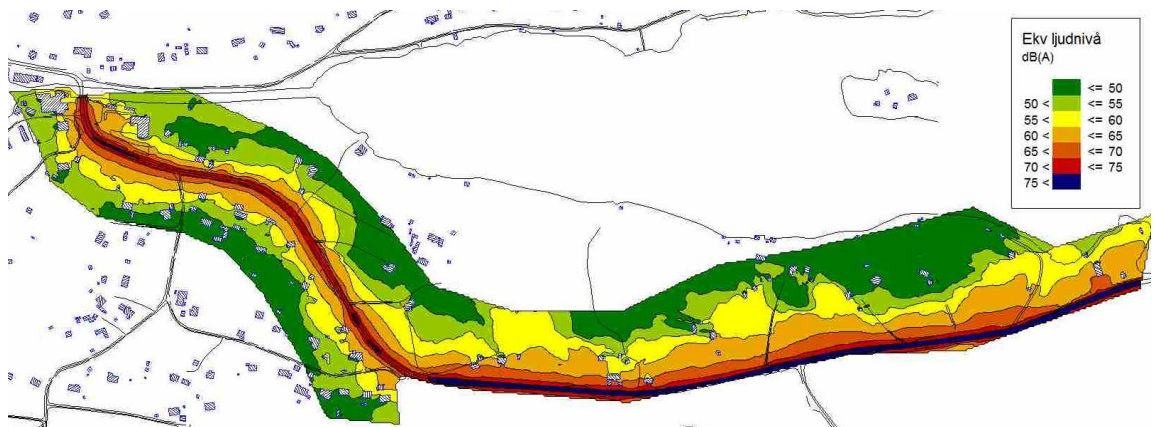 Ekv ljudnivå
dB(A)
<= 50
50 < <= 55
55 < <= 60
60 < <= 65
65 < <= 70
70 < <= 75
75 <